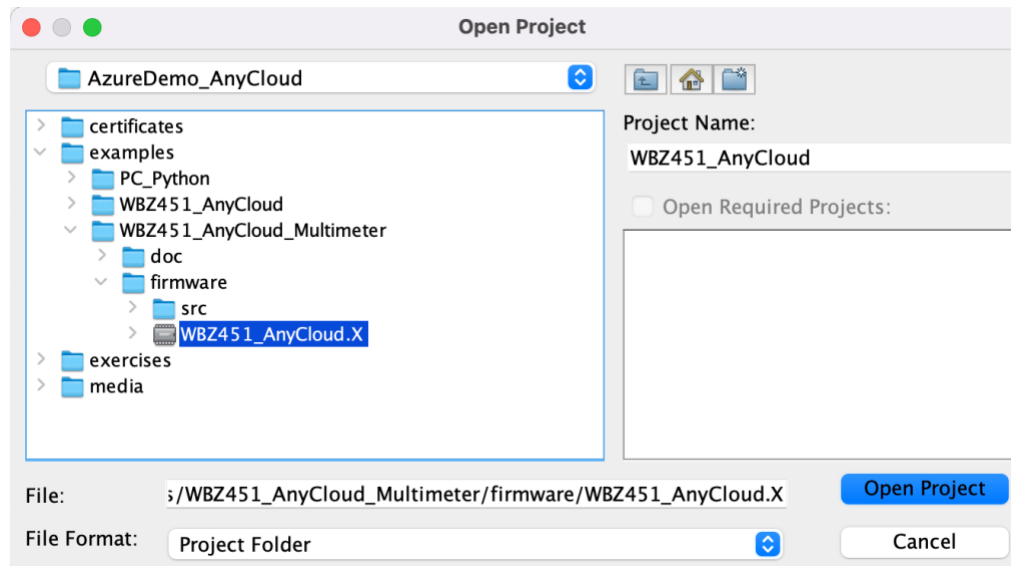 Open Project
AzureDemo_AnyCloud
certificates
examples
PC_Python
WBZ451_AnyCloud
WBZ451_AnyCloud_Multimeter
doc
firmware
src
WBZ451_AnyCloud.X
exercises
media
Project Name:
WBZ451_AnyCloud
Open Required Projects:
File:
s/WBZ451_AnyCloud_Multimeter/firmware/WBZ451_AnyCloud.X
Open Project
File Format:
Project Folder
Cancel